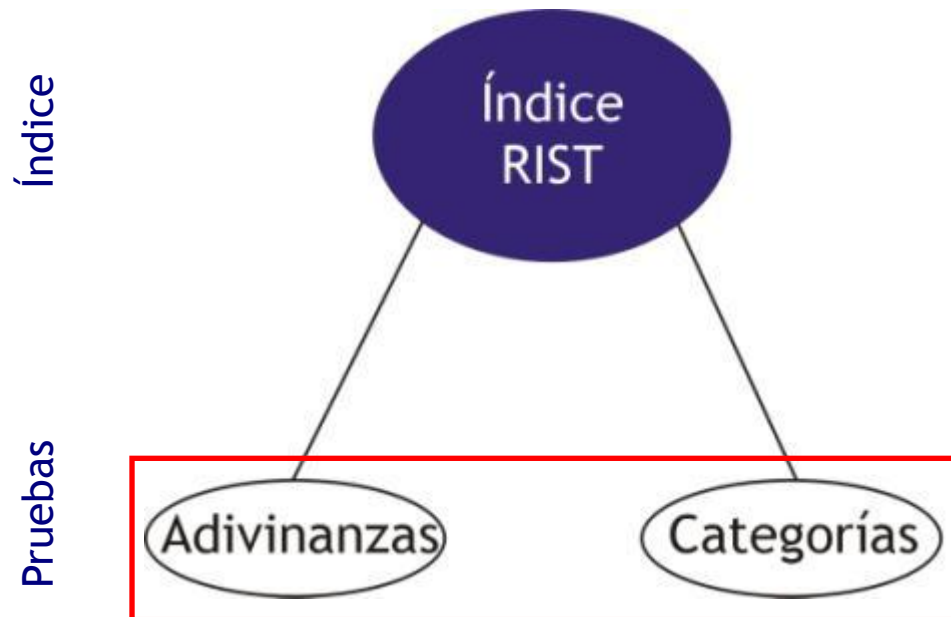 Índice
Índice
RIST
Pruebas
Adivinanzas
Categorías